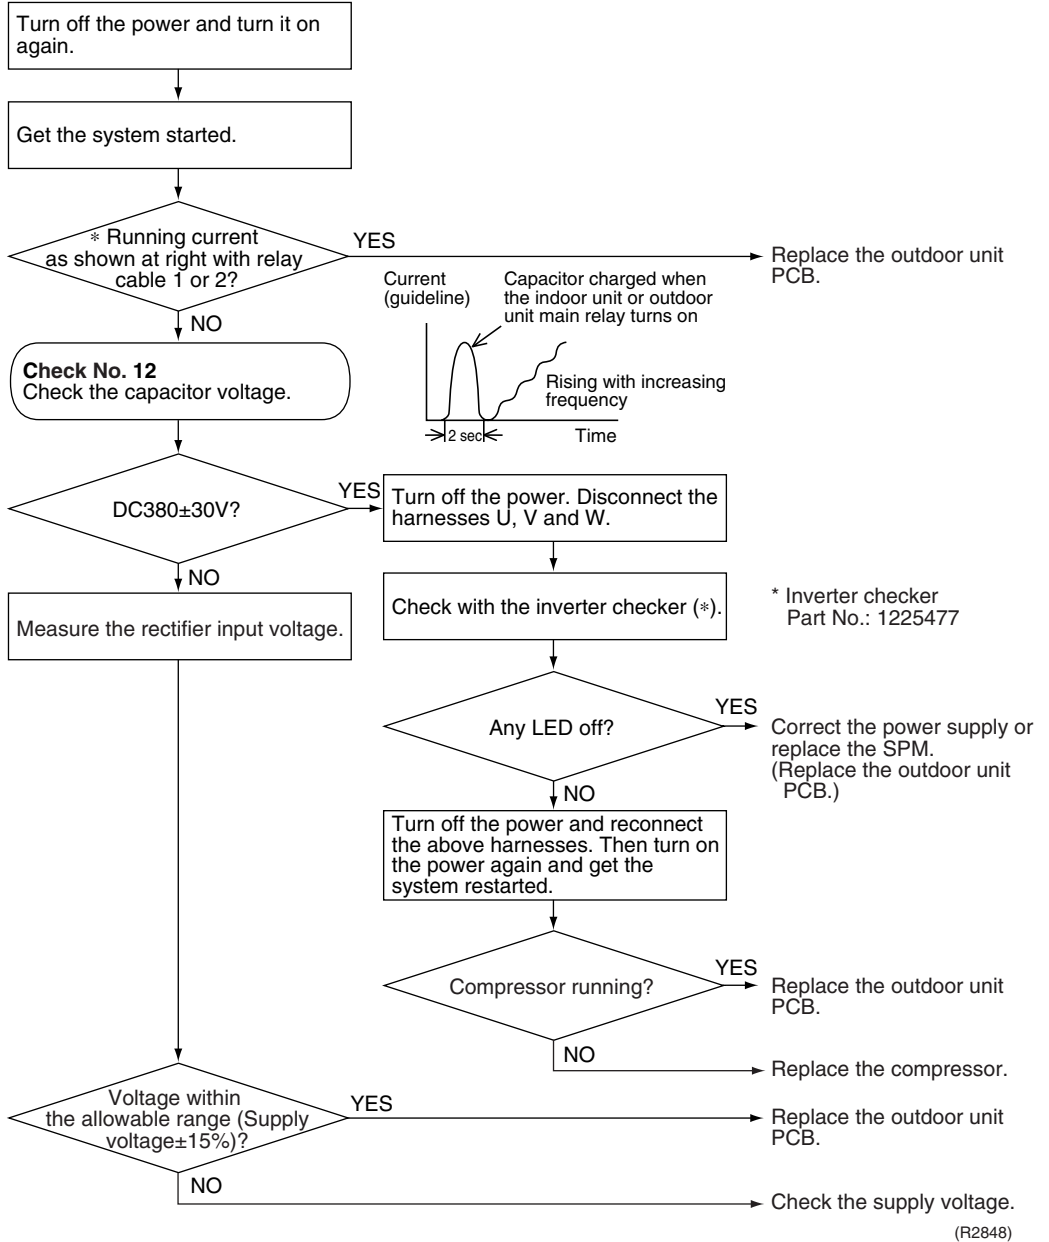 Turn off the power and turn it on
again.
Get the system started.
* Running current
as shown at right with relay
cable 1 or 2?
YES
Replace the outdoor unit
PCB.
NO
Current
(guideline)
Capacitor charged when
the indoor unit or outdoor
unit main relay turns on
Rising with increasing
frequency
2 sec
Time
Check No. 12
Check the capacitor voltage.
DC380±30V?
YES
Turn off the power. Disconnect the
harnesses U, V and W.
NO
Measure the rectifier input voltage.
Check with the inverter checker (*).
* Inverter checker
Part No.: 1225477
Any LED off?
YES
Correct the power supply or
replace the SPM.
(Replace the outdoor unit
PCB.)
NO
Turn off the power and reconnect
the above harnesses. Then turn on
the power again and get the
system restarted.
Compressor running?
YES
Replace the outdoor unit
PCB.
NO
Replace the compressor.
Voltage within
the allowable range (Supply
voltage±15%)?
YES
Replace the outdoor unit
PCB.
NO
Check the supply voltage.
(R2848)